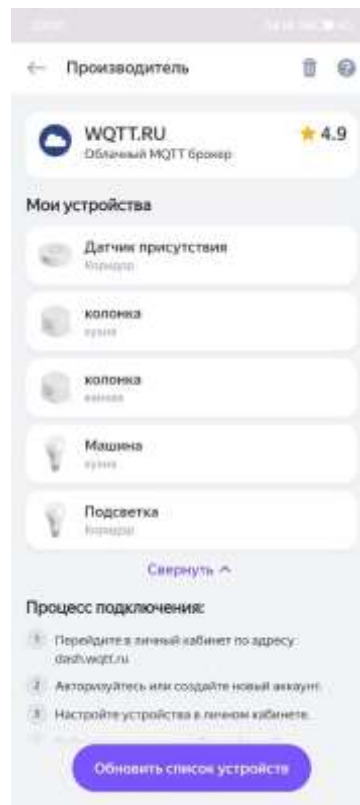 Производитель
WQTT.RU
4.9
Облачный MQTT брокер
Мои устройства
Датчик присутствия
Коридор
колонка
кухня
колонка
ванная
Машина
кухня
Подсветка
Коридор
Свернуть
Процесс подключения:
1 Перейдите в личный кабинет по адресу
dash.wqtt.ru
2 Авторизуйтесь или создайте новый аккаунт.
3 Настройте устройства в личном кабинете.
Обновить список устройств